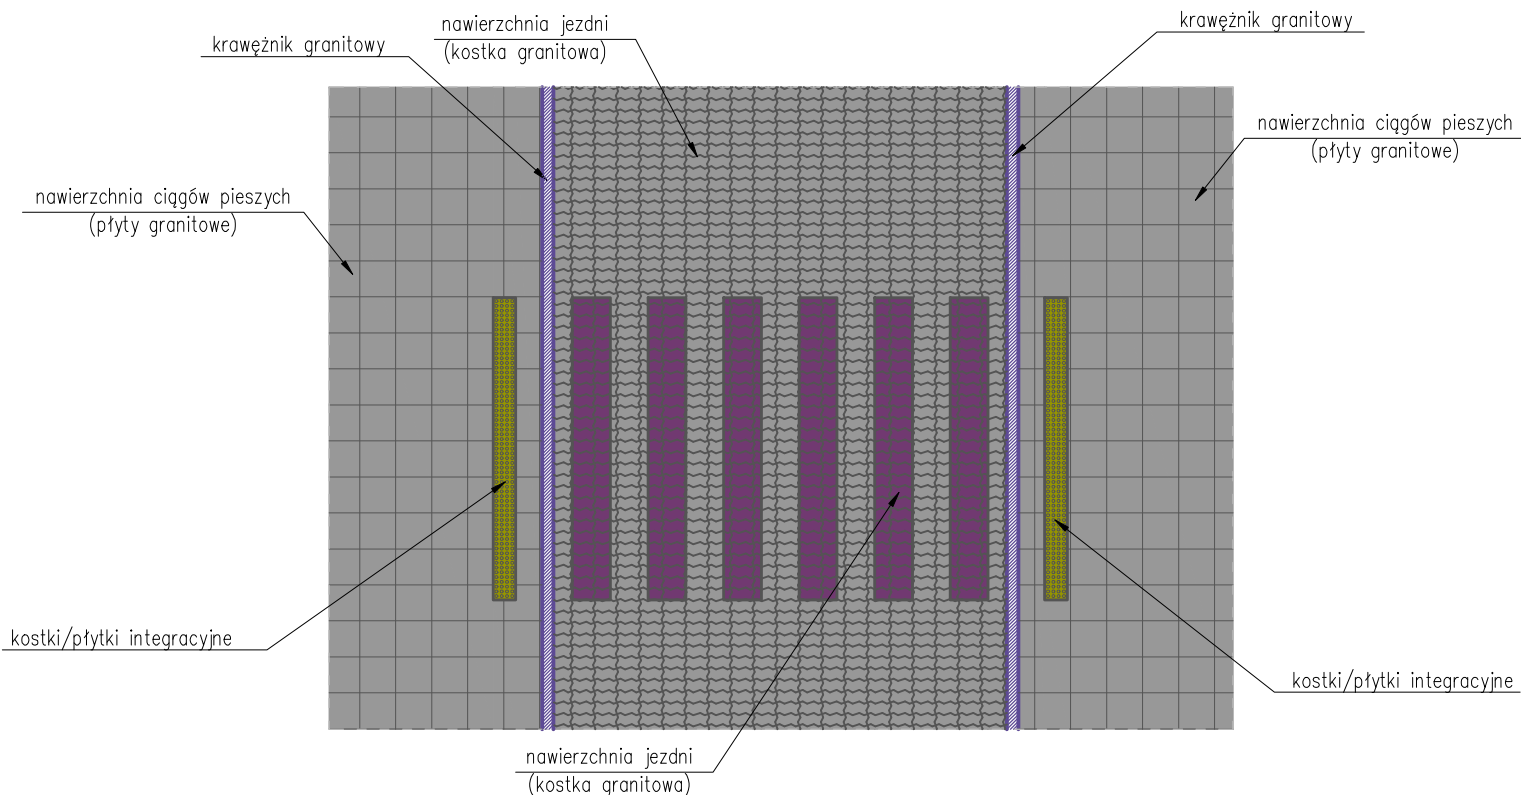 krawężnik granitowy
nawierzchnia jezdni
(kostka granitowa)
krawężnik granitowy
nawierzchnia ciągów pieszych
(płyty granitowe)
nawierzchnia ciągów pieszych
(płyty granitowe)
kostki/płytki integracyjne
kostki/płytki integracyjne
nawierzchnia jezdni
(kostka granitowa)